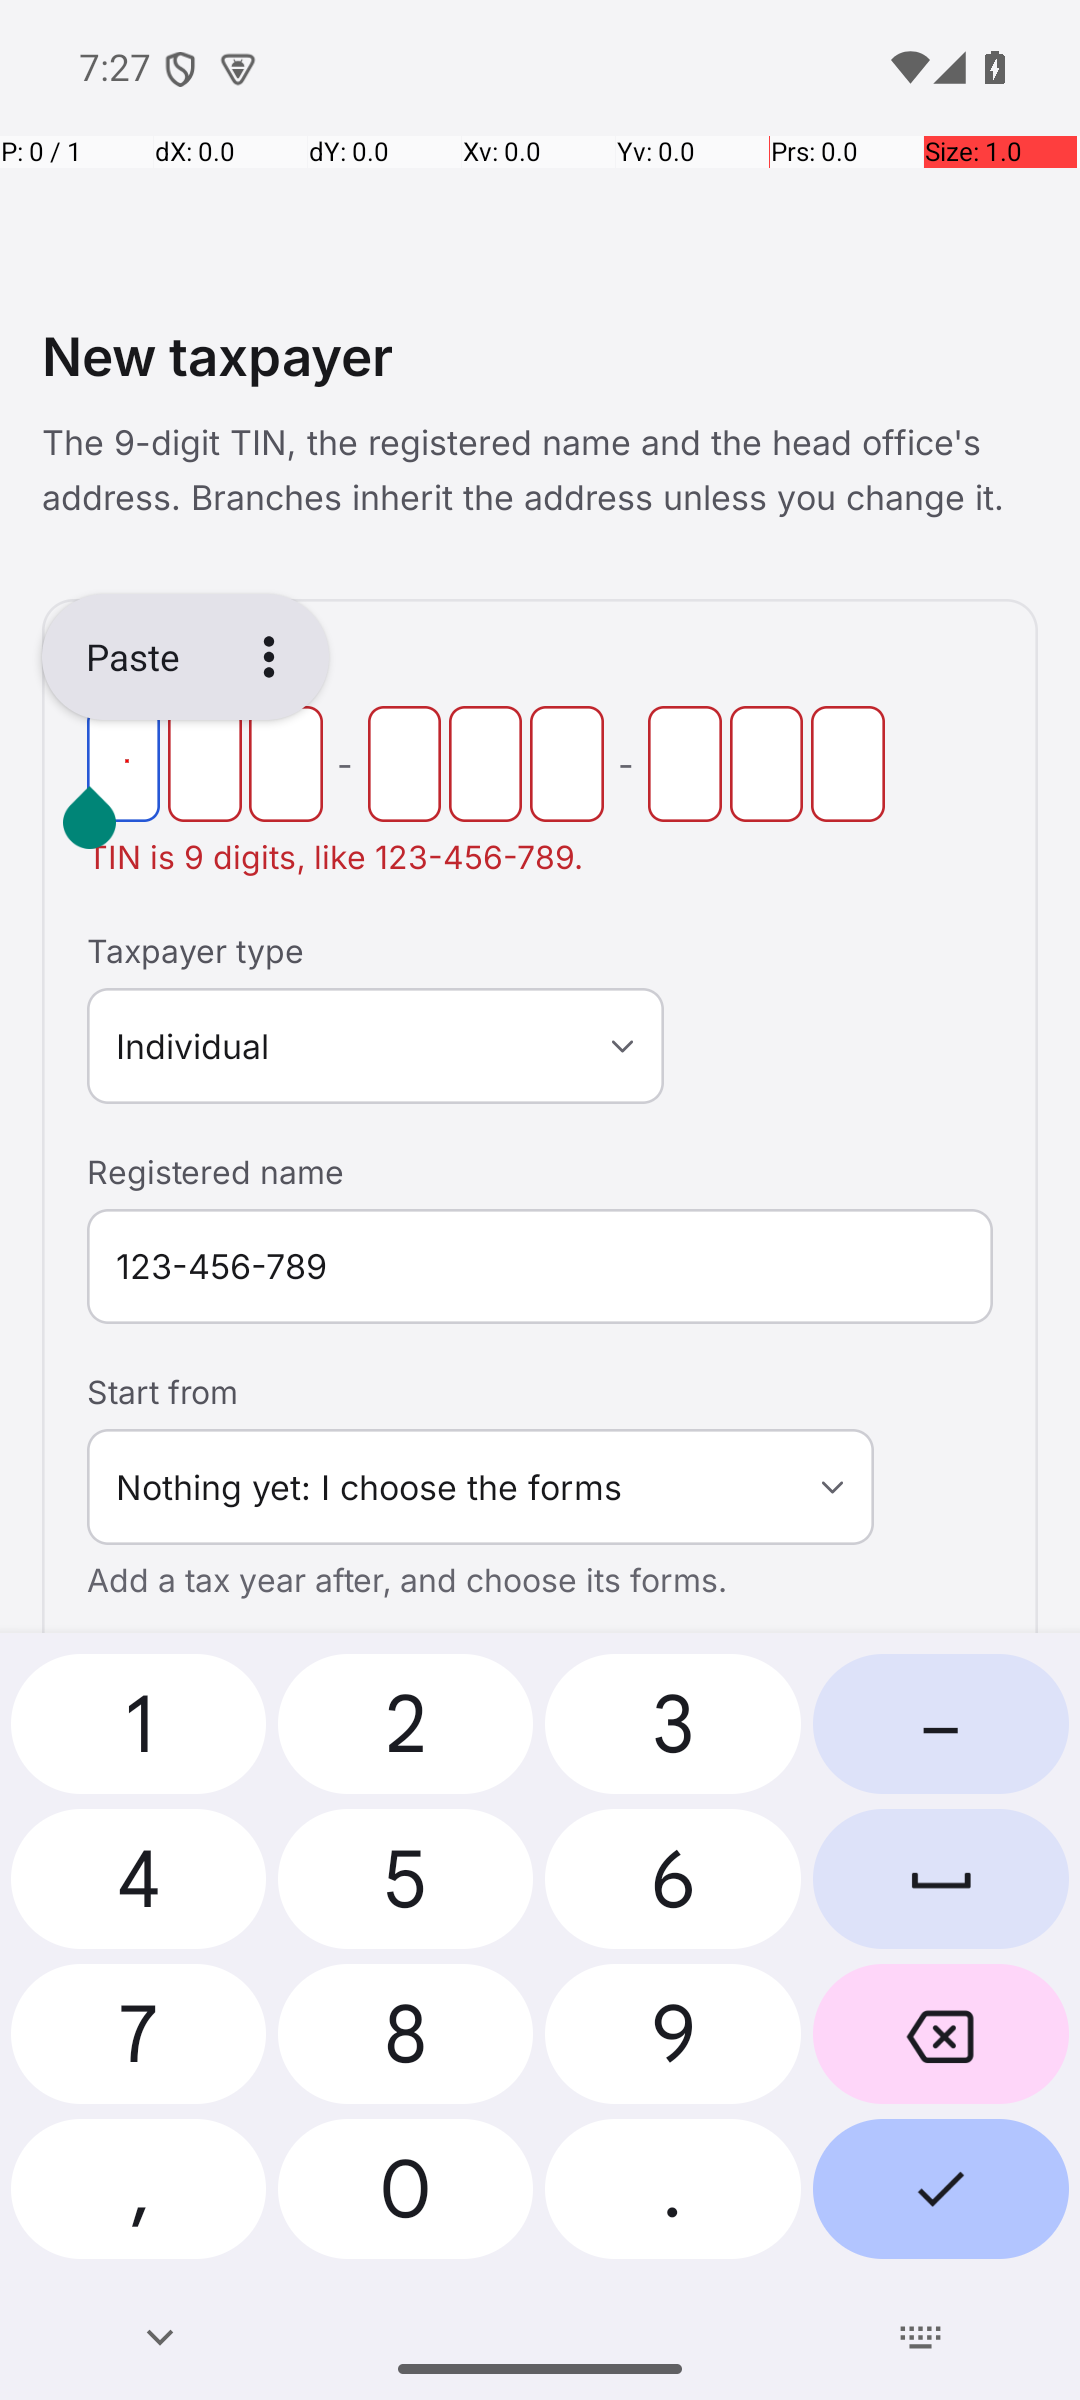 7:27
P: 0 / 1 dX: 0.0 dY: 0.0 Xv: 0.0 Yv: 0.0 Prs: 0.0 Size: 1.0
New taxpayer
The 9-digit TIN, the registered name and the head office's
address. Branches inherit the address unless you change it.
Paste
- -
TIN is 9 digits, like 123-456-789.
Taxpayer type
Individual
Registered name
123-456-789
Start from
Nothing yet: I choose the forms
Add a tax year after, and choose its forms.
1 2 3 –
4 5 6
7 8 9
, 0 .